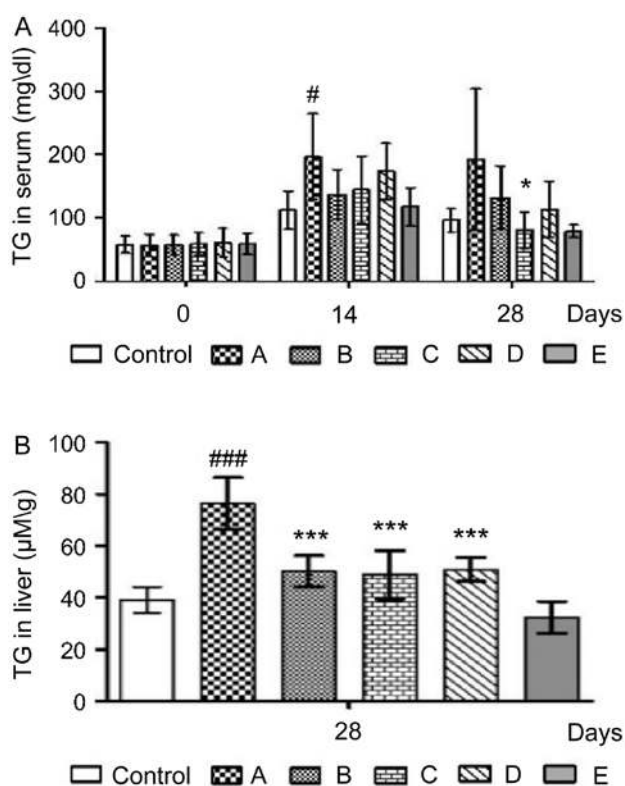 A
TG in serum (mg\dl)
400
300
200
100
0
#
*
0 14 28 Days
Control A B C D E
B
TG in liver (µM\g)
100
80
60
40
20
0
###
*** *** ***
28 Days
Control A B C D E